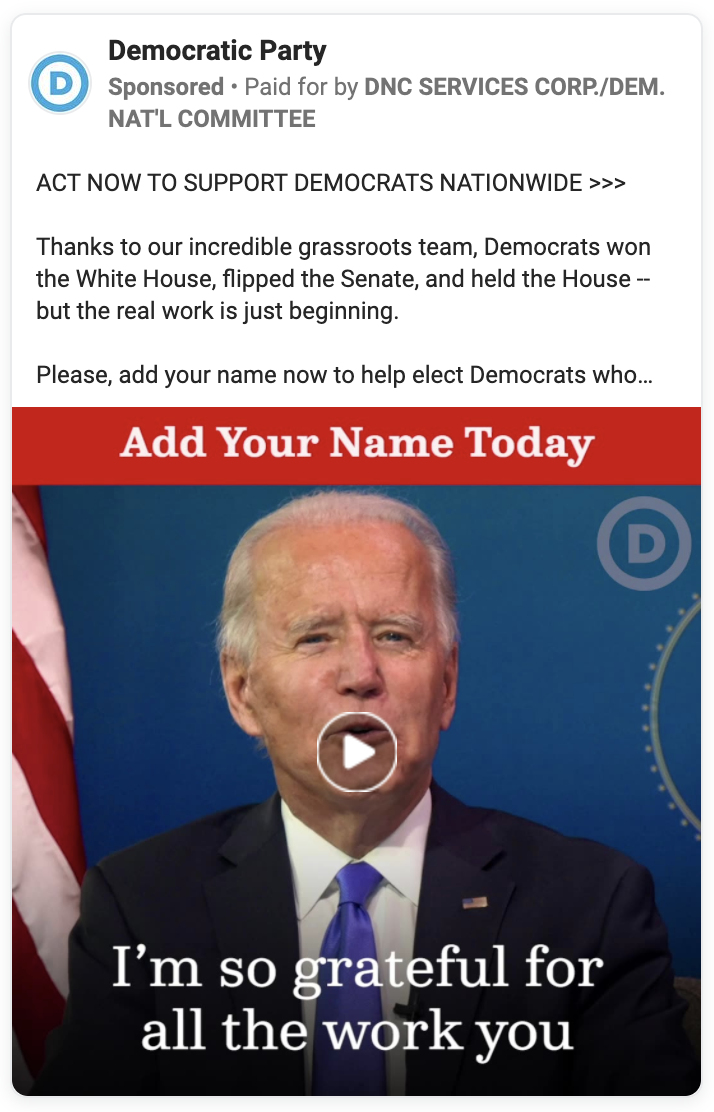 Democratic Party
Sponsored • Paid for by DNC SERVICES CORP./DEM.
NAT'L COMMITTEE
ACT NOW TO SUPPORT DEMOCRATS NATIONWIDE >>>
Thanks to our incredible grassroots team, Democrats won
the White House, flipped the Senate, and held the House --
but the real work is just beginning.
Please, add your name now to help elect Democrats who...
Add Your Name Today
D
I'm so grateful for
all the work you